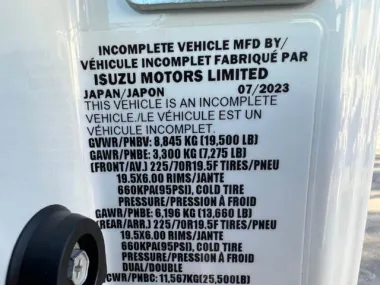 INCOMPLETE VEHICLE MFD BY/
VÉHICULE INCOMPLET FABRIQUÉ PAR
ISUZU MOTORS LIMITED
JAPAN/JAPON 07/2023
THIS VEHICLE IS AN INCOMPLETE
VEHICLE./LE VÉHICULE EST UN
VÉHICULE INCOMPLET.
GVWR/PNBV: 8,845 KG (19,500 LB)
GAWR/PNBE: 3,300 KG (7,275 LB)
(FRONT/AV.) 225/70R19.5F TIRES/PNEU
19.5X6.00 RIMS/JANTE
660KPA(95PSI), COLD TIRE
PRESSURE/PRESSION À FROID
GAWR/PNBE: 6,196 KG (13,660 LB)
(REAR/ARR.) 225/70R19.5F TIRES/PNEU
19.5X6.00 RIMS/JANTE
660KPA(95PSI), COLD TIRE
PRESSURE/PRESSION À FROID
DUAL/DOUBLE
CWR/PNBC: 11,567KG(25,500LB)